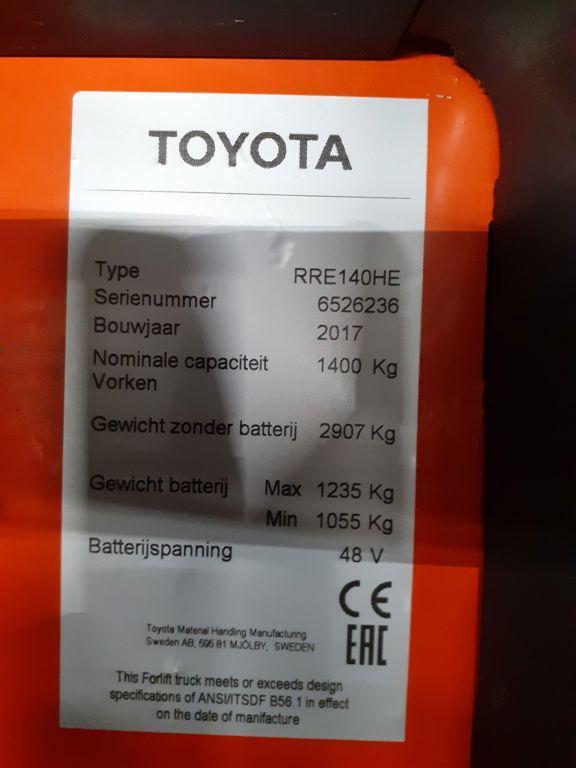 TOYOTA
Type RRE140HE
Serienummer 6526236
Bouwjaar 2017
Nominale capaciteit 1400 Kg
Vorken
Gewicht zonder batterij 2907 Kg
Gewicht batterij Max 1235 Kg
Min 1055 Kg
Batterijspanning 48 V
CE
Toyota Material Handling Manufacturing
Sweden AB, 595 81 MJÖLBY, SWEDEN
EAC
This Forlift truck meets or exceeds design
specifications of ANSI/ITSDF B56.1 in effect
on the date of manifacture